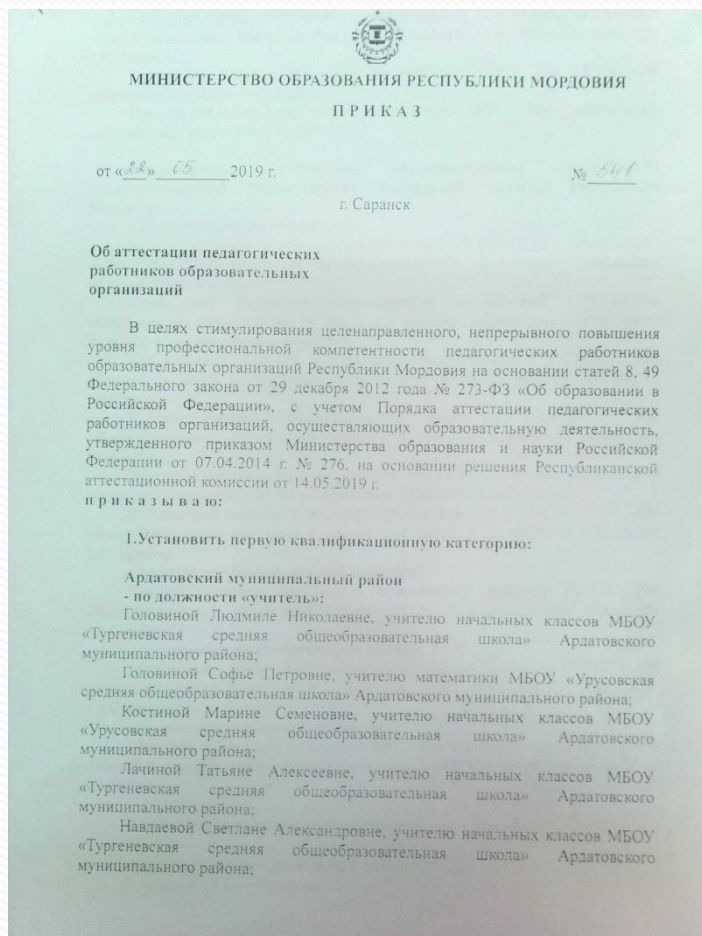 МИНИСТЕРСТВО ОБРАЗОВАНИЯ РЕСПУБЛИКИ МОРДОВИЯ
П Р И К А З
от «22» 05 2019 г. № 541
г. Саранск
Об аттестации педагогических
работников образовательных
организаций
В целях стимулирования целенаправленного, непрерывного повышения
уровня профессиональной компетентности педагогических работников
образовательных организаций Республики Мордовия на основании статей 8, 49
Федерального закона от 29 декабря 2012 года № 273-ФЗ «Об образовании в
Российской Федерации», с учетом Порядка аттестации педагогических
работников организаций, осуществляющих образовательную деятельность,
утвержденного приказом Министерства образования и науки Российской
Федерации от 07.04.2014 г. № 276, на основании решения Республиканской
аттестационной комиссии от 14.05.2019 г.
п р и к а з ы в а ю:
1.Установить первую квалификационную категорию:
Ардатовский муниципальный район
- по должности «учитель»:
Головиной Людмиле Николаевне, учителю начальных классов МБОУ
«Тургеневская средняя общеобразовательная школа» Ардатовского
муниципального района;
Головиной Софье Петровне, учителю математики МБОУ «Урусовская
средняя общеобразовательная школа» Ардатовского муниципального района;
Костиной Марине Семеновне, учителю начальных классов МБОУ
«Урусовская средняя общеобразовательная школа» Ардатовского
муниципального района;
Лачиной Татьяне Алексеевне, учителю начальных классов МБОУ
«Тургеневская средняя общеобразовательная школа» Ардатовского
муниципального района;
Навдаевой Светлане Александровне, учителю начальных классов МБОУ
«Тургеневская средняя общеобразовательная школа» Ардатовского
муниципального района;